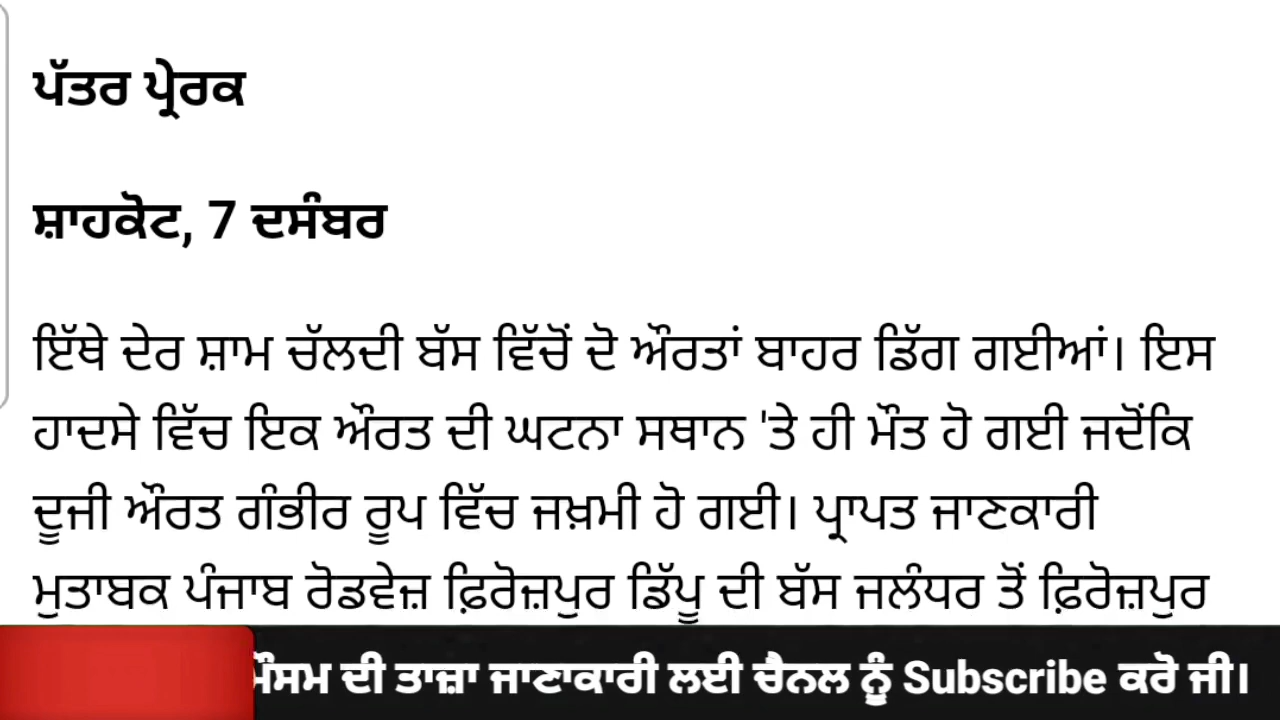 ਪੱਤਰ ਪ੍ਰੇਰਕ
ਸ਼ਾਹਕੋਟ, 7 ਦਸੰਬਰ
ਇੱਥੇ ਦੇਰ ਸ਼ਾਮ ਚੱਲਦੀ ਬੱਸ ਵਿੱਚੋਂ ਦੋ ਔਰਤਾਂ ਬਾਹਰ ਡਿੱਗ ਗਈਆਂ। ਇਸ
ਹਾਦਸੇ ਵਿੱਚ ਇਕ ਔਰਤ ਦੀ ਘਟਨਾ ਸਥਾਨ 'ਤੇ ਹੀ ਮੌਤ ਹੋ ਗਈ ਜਦੋਂਕਿ
ਦੂਜੀ ਔਰਤ ਗੰਭੀਰ ਰੂਪ ਵਿੱਚ ਜਖ਼ਮੀ ਹੋ ਗਈ। ਪ੍ਰਾਪਤ ਜਾਣਕਾਰੀ
ਮੁਤਾਬਕ ਪੰਜਾਬ ਰੋਡਵੇਜ਼ ਫ਼ਿਰੋਜ਼ਪੁਰ ਡਿੱਪੂ ਦੀ ਬੱਸ ਜਲੰਧਰ ਤੋਂ ਫ਼ਿਰੋਜ਼ਪੁਰ
ਮੌਸਮ ਦੀ ਤਾਜ਼ਾ ਜਾਣਾਕਾਰੀ ਲਈ ਚੈਨਲ ਨੂੰ Subscribe ਕਰੋ ਜੀ।